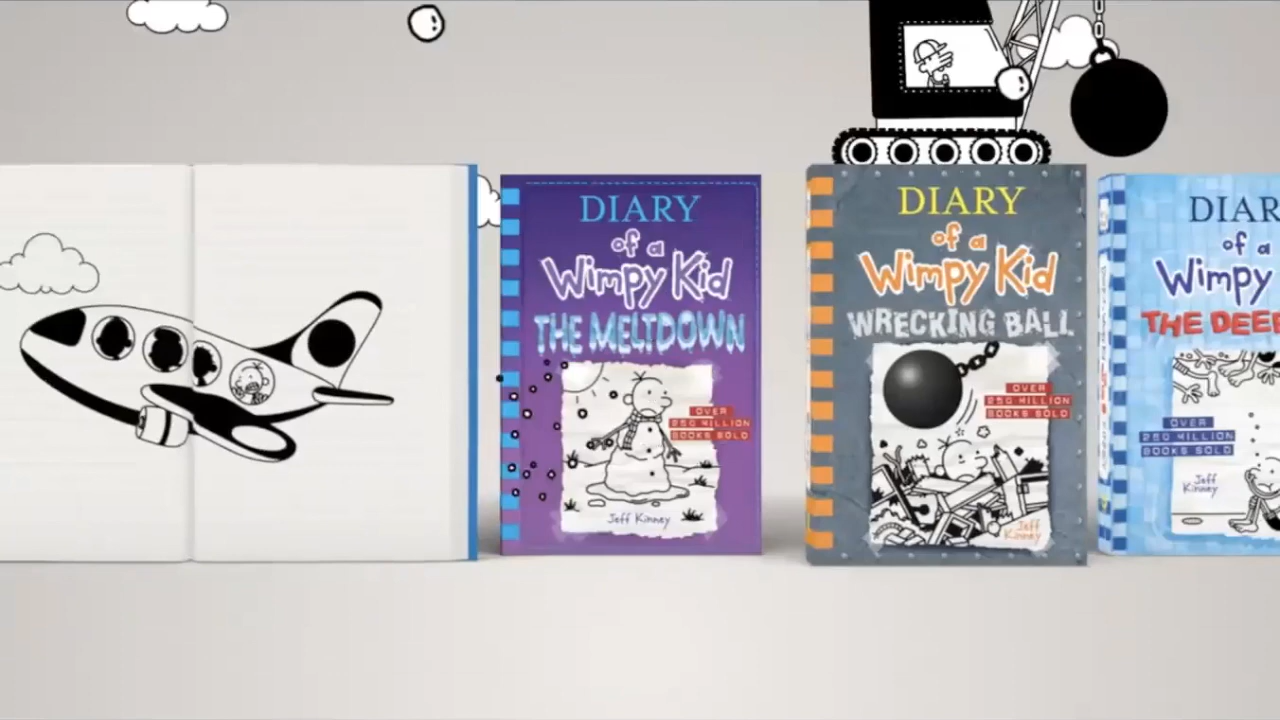 DIARY
of a
Wimpy Kid
THE MELTDOWN
OVER
250 MILLION
BOOKS SOLD
Jeff Kinney
DIARY
of a
Wimpy Kid
WRECKING BALL
OVER
250 MILLION
BOOKS SOLD
Jeff
Kinney
DIAR
of a
Wimpy
THE DEE
OVER
250 MILLION
BOOKS SOLD
Jeff
Kinney